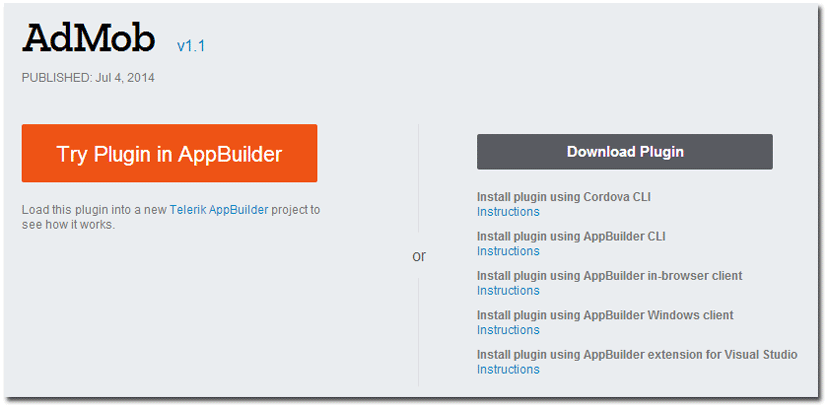 AdMob v1.1
PUBLISHED: Jul 4, 2014
Try Plugin in AppBuilder
Load this plugin into a new Telerik AppBuilder project to
see how it works.
or
Download Plugin
Install plugin using Cordova CLI
Instructions
Install plugin using AppBuilder CLI
Instructions
Install plugin using AppBuilder in-browser client
Instructions
Install plugin using AppBuilder Windows client
Instructions
Install plugin using AppBuilder extension for Visual Studio
Instructions